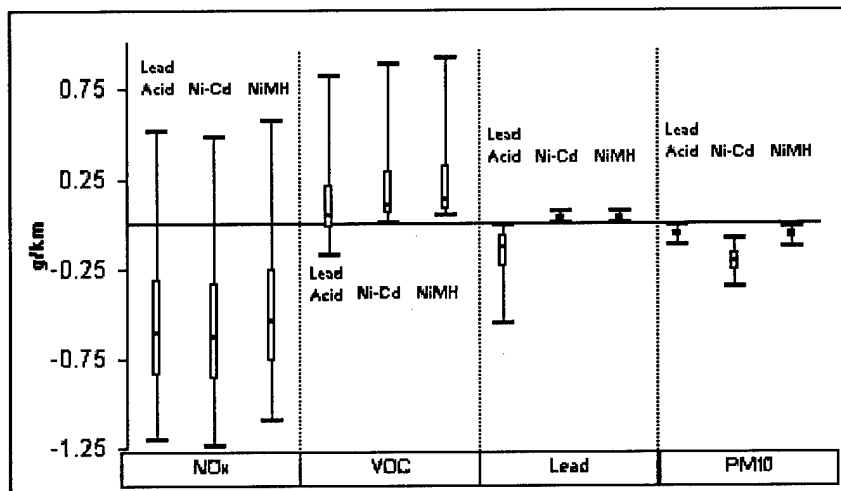 g/km
0.75
0.25
-0.25
-0.75
-1.25
Lead
Acid Ni-Cd NiMH
Lead
Acid Ni-Cd NiMH
Lead
Acid Ni-Cd NiMH
Lead
Acid Ni-Cd NiMH
NOx VOC Lead PM10